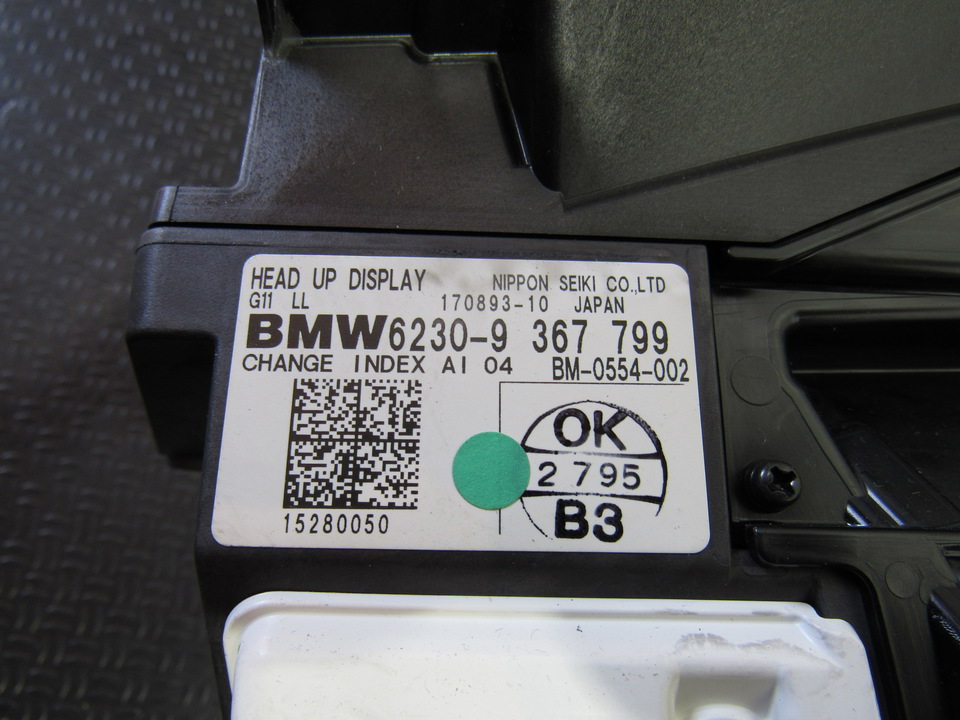 HEAD UP DISPLAY NIPPON SEIKI CO.,LTD
G11 LL 170893-10 JAPAN
BMW6230-9 367 799
CHANGE INDEX AI 04 BM-0554-002
OK
2 795
B3
15280050